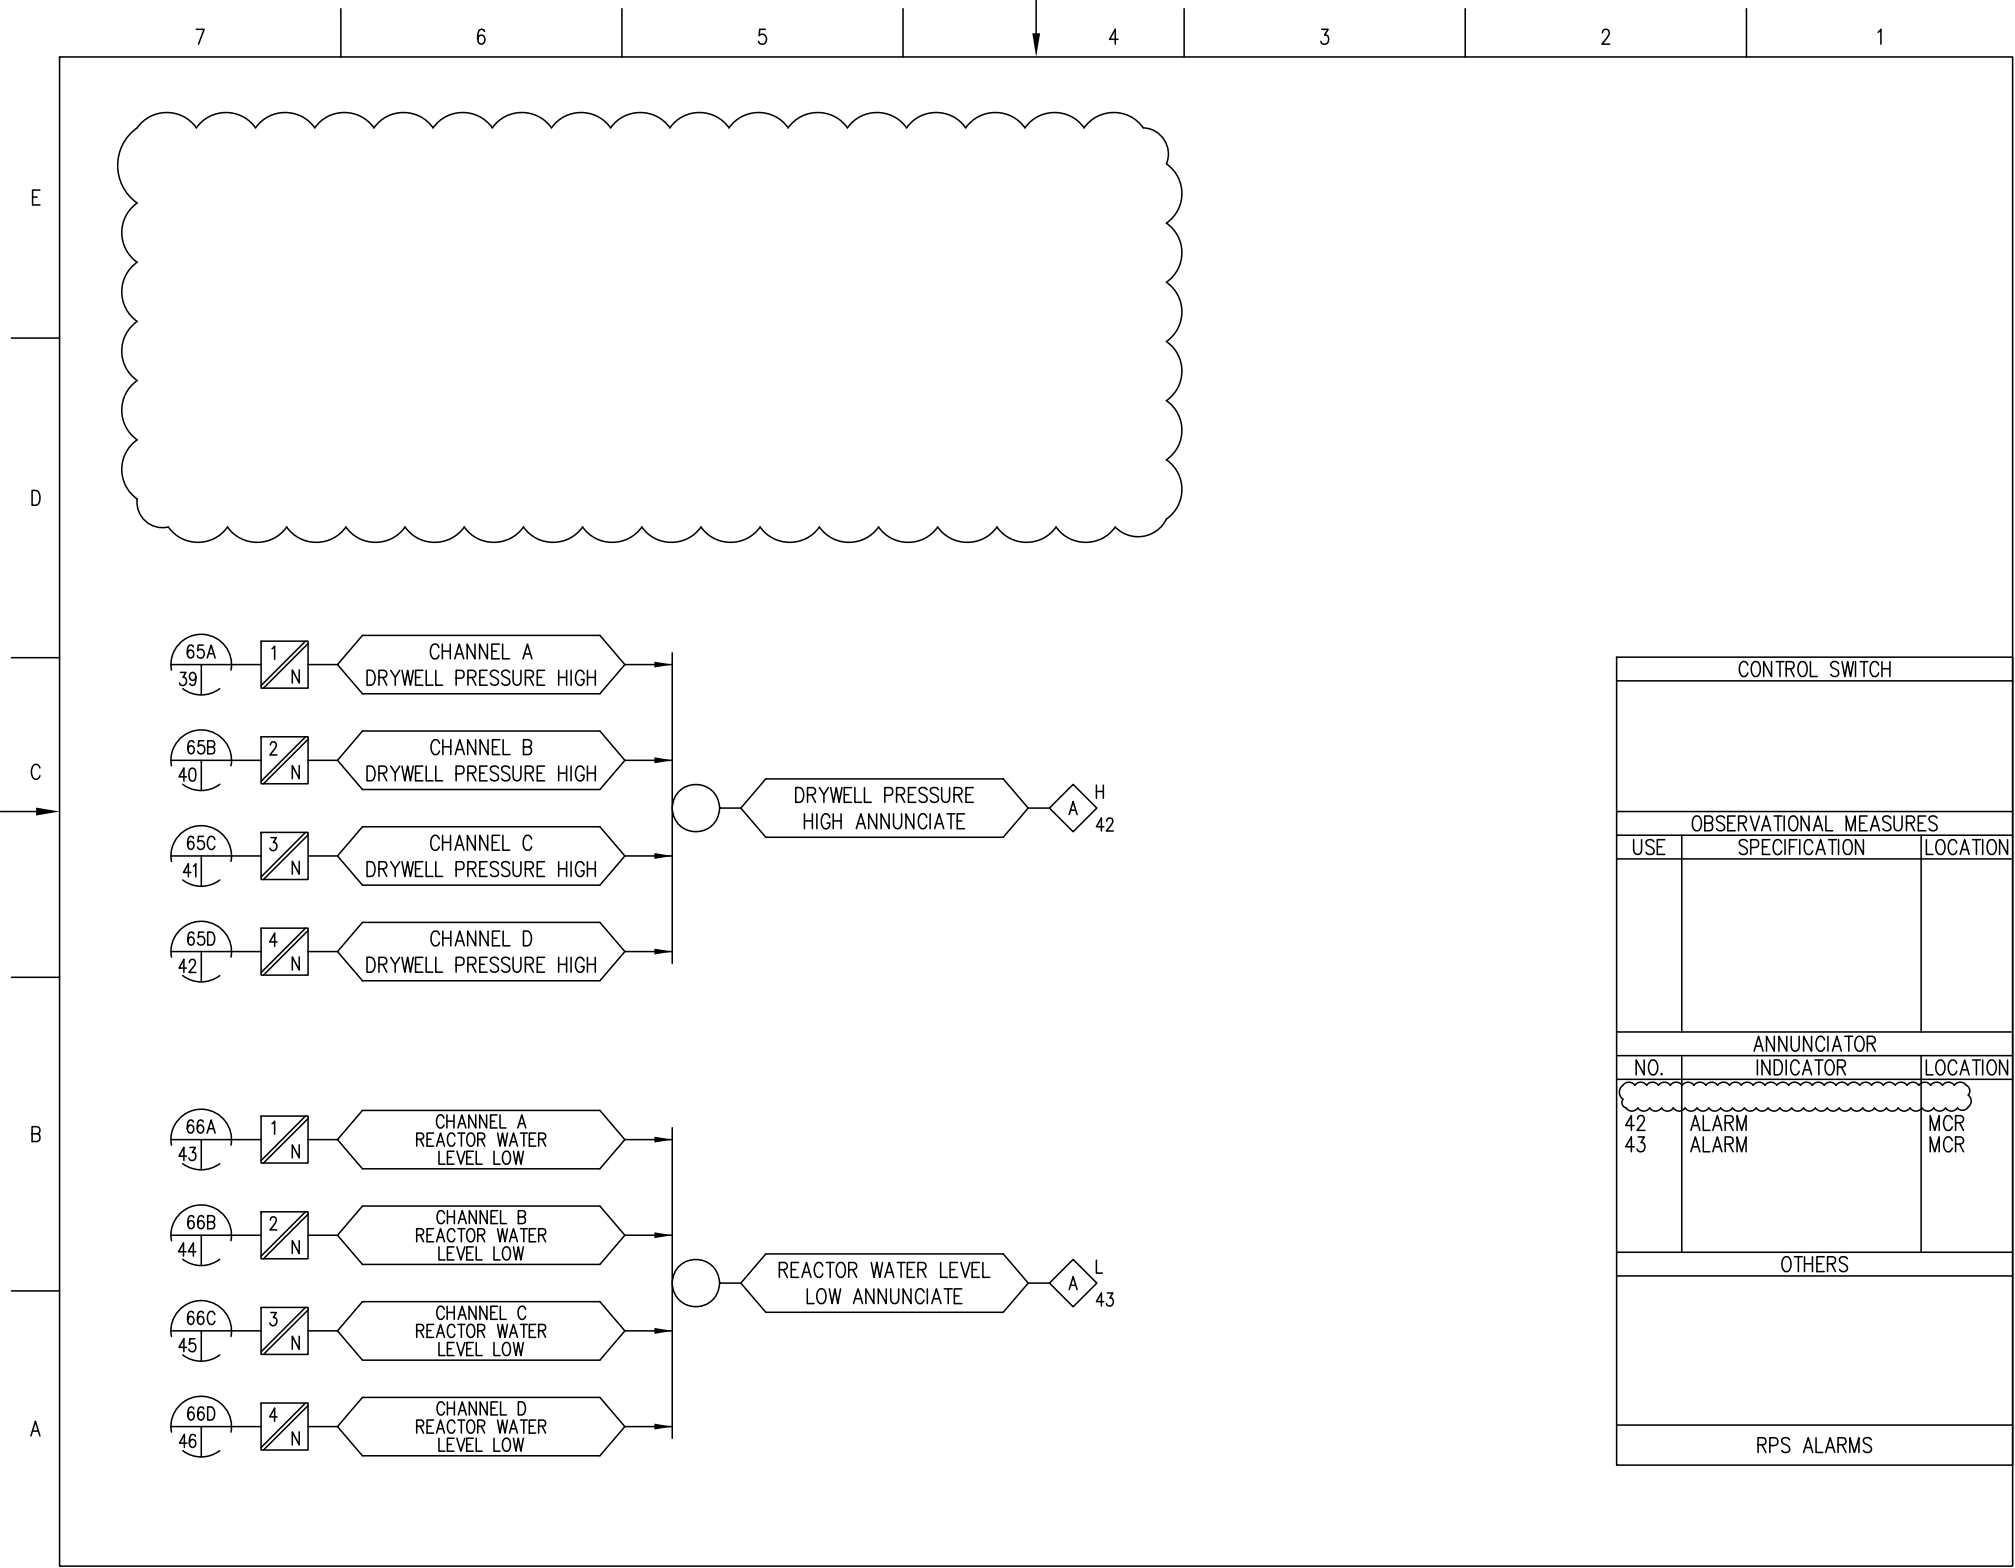 7 6 5 4 3 2 1
E
D
C
B
A
65A
39
1
N
CHANNEL A
DRYWELL PRESSURE HIGH
65B
40
2
N
CHANNEL B
DRYWELL PRESSURE HIGH
65C
41
3
N
CHANNEL C
DRYWELL PRESSURE HIGH
65D
42
4
N
CHANNEL D
DRYWELL PRESSURE HIGH
DRYWELL PRESSURE
HIGH ANNUNCIATE
A
H
42
66A
43
1
N
CHANNEL A
REACTOR WATER
LEVEL LOW
66B
44
2
N
CHANNEL B
REACTOR WATER
LEVEL LOW
66C
45
3
N
CHANNEL C
REACTOR WATER
LEVEL LOW
66D
46
4
N
CHANNEL D
REACTOR WATER
LEVEL LOW
REACTOR WATER LEVEL
LOW ANNUNCIATE
A
L
43
CONTROL SWITCH
OBSERVATIONAL MEASURES
USE SPECIFICATION LOCATION
ANNUNCIATOR
NO. INDICATOR LOCATION
42 ALARM MCR
43 ALARM MCR
OTHERS
RPS ALARMS